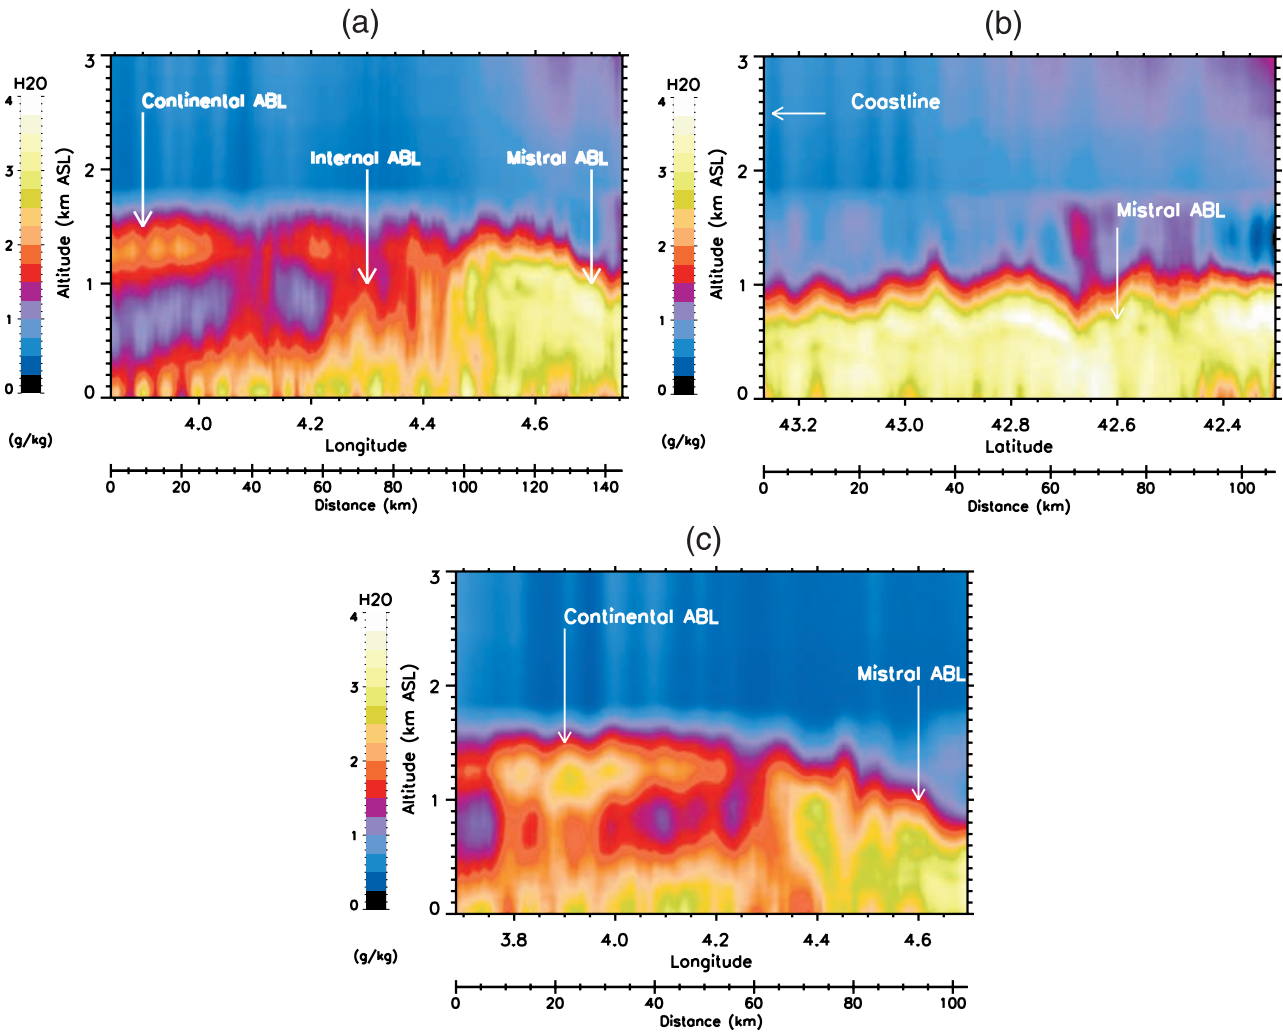 (a)
H2O
4
3
2
1
0
(g/kg)
Altitude (km ASL)
3
2
1
0
Continental ABL
Internal ABL
Mistral ABL
4.0 4.2 4.4 4.6
Longitude
0 20 40 60 80 100 120 140
Distance (km)
(b)
H2O
4
3
2
1
0
(g/kg)
Altitude (km ASL)
3
2
1
0
Coastline
Mistral ABL
43.2 43.0 42.8 42.6 42.4
Latitude
0 20 40 60 80 100
Distance (km)
(c)
H2O
4
3
2
1
0
(g/kg)
Altitude (km ASL)
3
2
1
0
Continental ABL
Mistral ABL
3.8 4.0 4.2 4.4 4.6
Longitude
0 20 40 60 80 100
Distance (km)